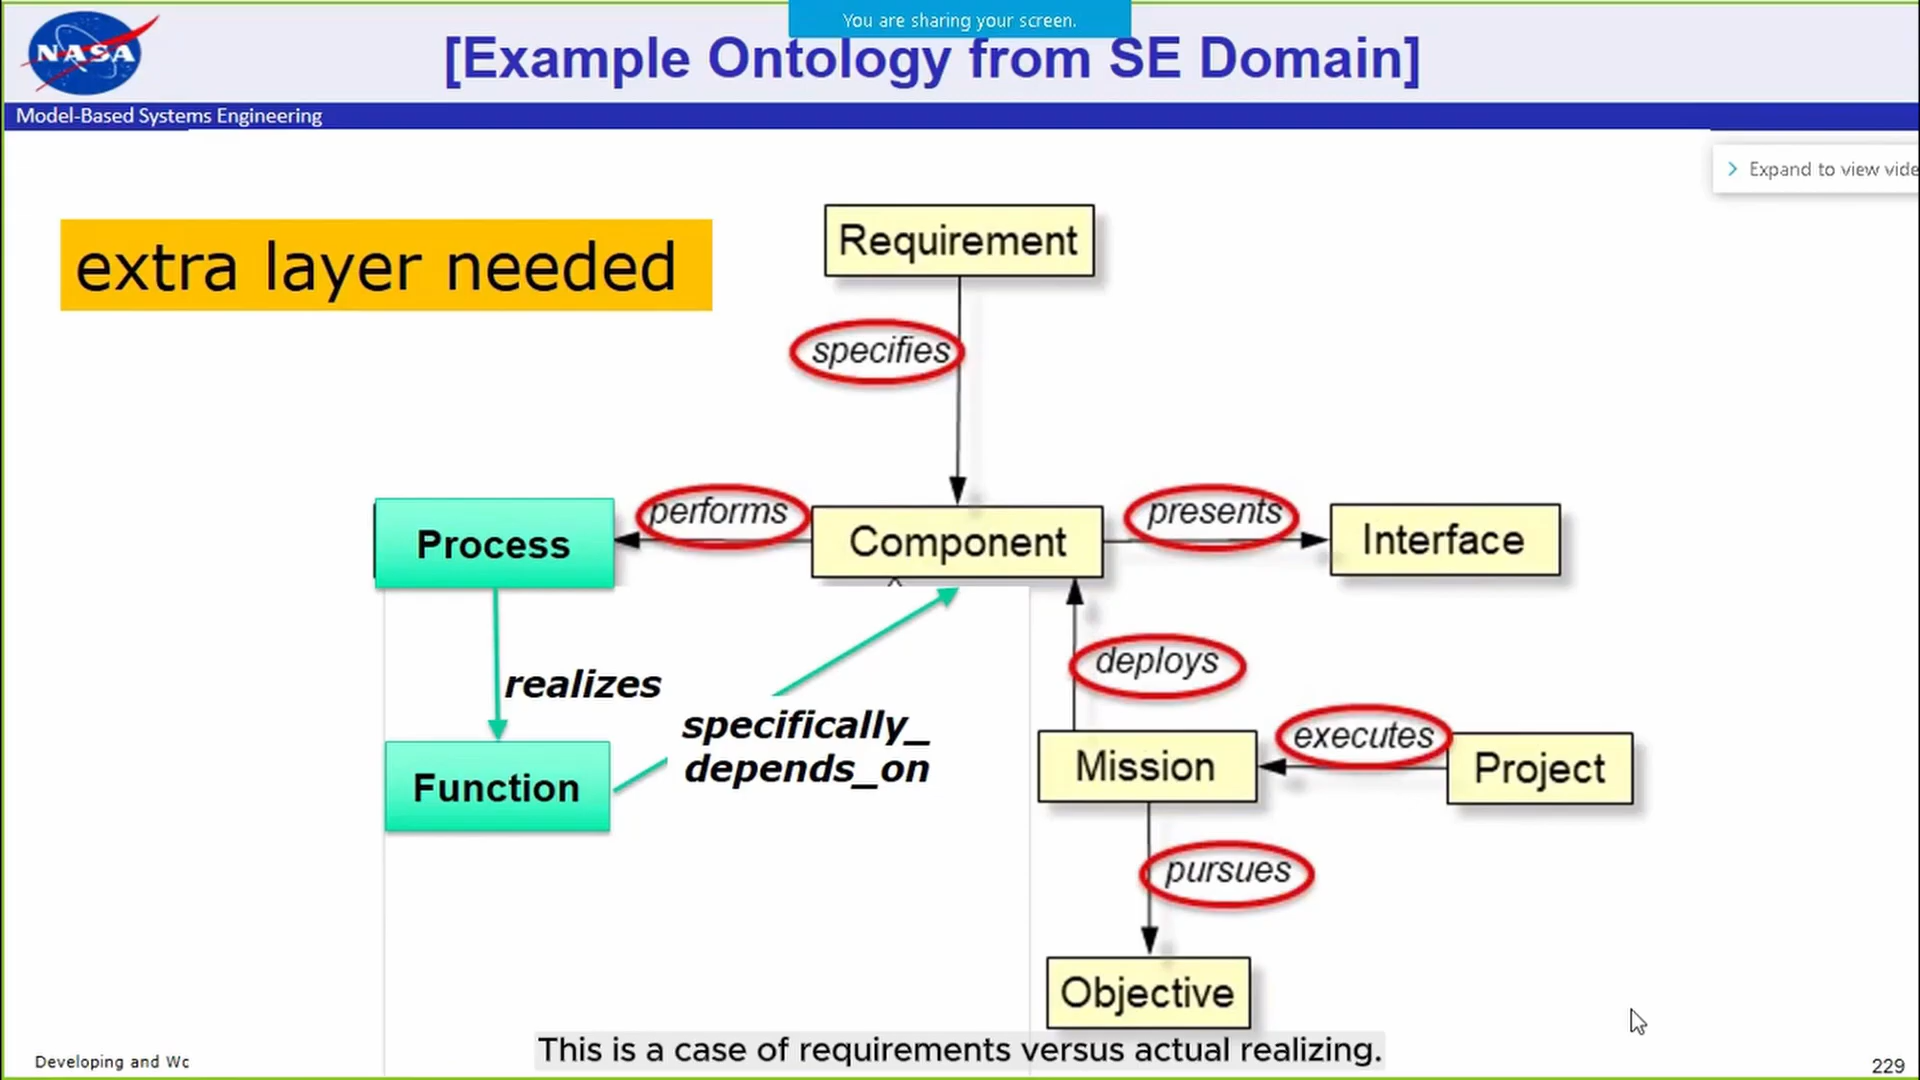 You are sharing your screen.
NASA
[Example Ontology from SE Domain]
Model-Based Systems Engineering
Expand to view vide
extra layer needed
Requirement
specifies
Process
performs
Component
presents
Interface
realizes
deploys
specifically_
depends_on
executes
Function
Mission
Project
pursues
Objective
This is a case of requirements versus actual realizing.
Developing and Wc
229